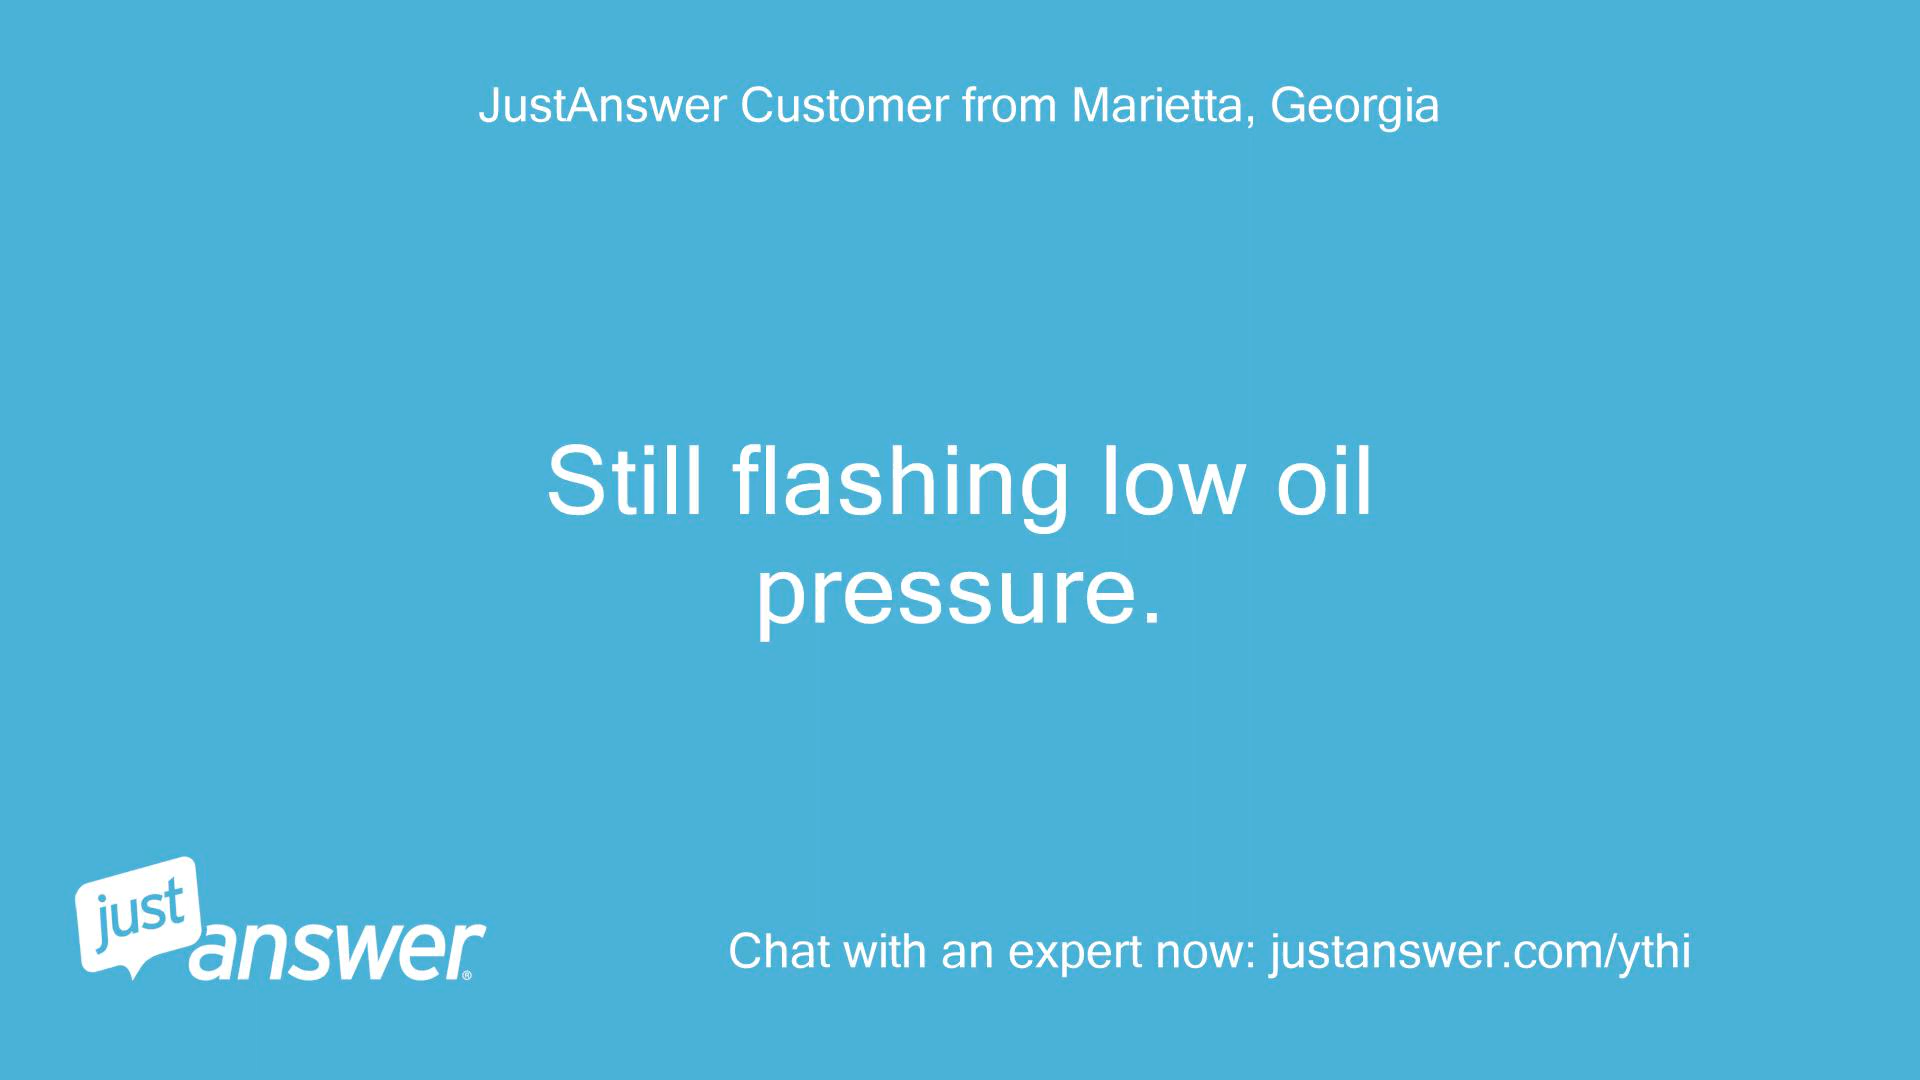 JustAnswer Customer from Marietta, Georgia
Still flashing low oil
pressure.
just
answer®
Chat with an expert now: justanswer.com/ythi